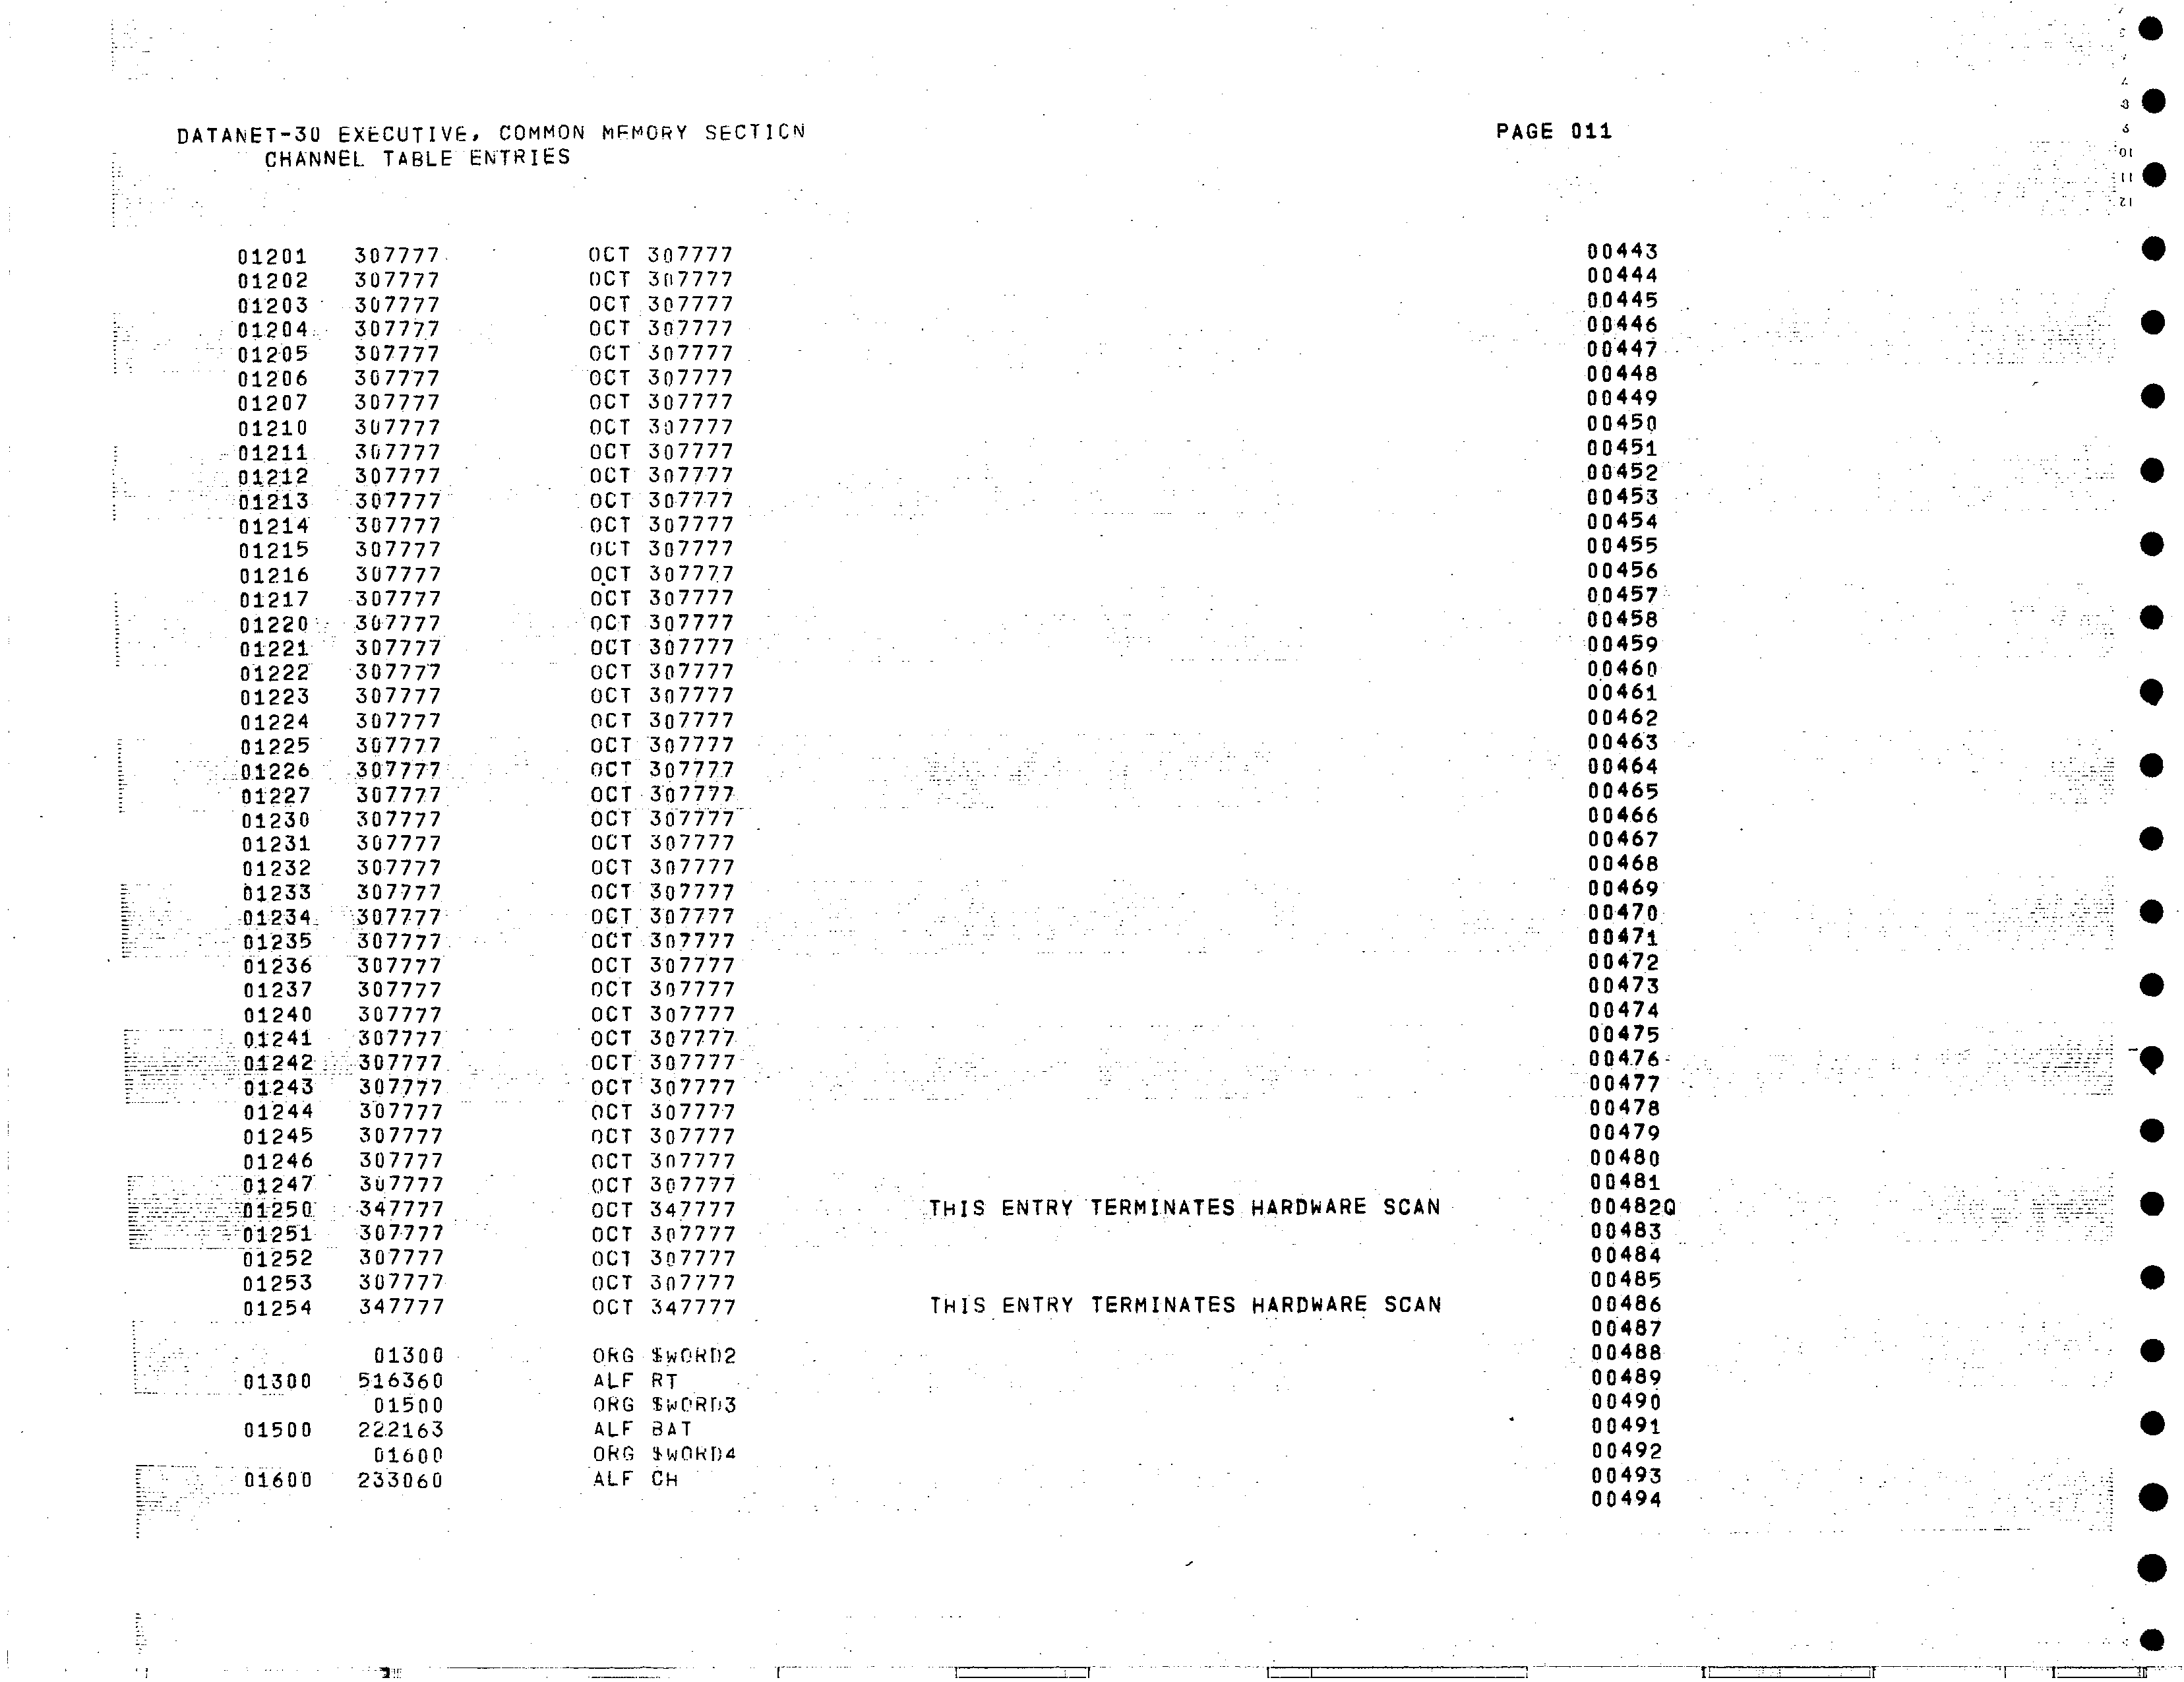 DATANET-30 EXECUTIVE, COMMON MEMORY SECTION PAGE 011
CHANNEL TABLE ENTRIES
01201 307777 OCT 307777 00443
01202 307777 OCT 307777 00444
01203 307777 OCT 307777 00445
01204 307777 OCT 307777 00446
01205 307777 OCT 307777 00447
01206 307777 OCT 307777 00448
01207 307777 OCT 307777 00449
01210 307777 OCT 307777 00450
01211 307777 OCT 307777 00451
01212 307777 OCT 307777 00452
01213 307777 OCT 307777 00453
01214 307777 OCT 307777 00454
01215 307777 OCT 307777 00455
01216 307777 OCT 307777 00456
01217 307777 OCT 307777 00457
01220 307777 OCT 307777 00458
01221 307777 OCT 307777 00459
01222 307777 OCT 307777 00460
01223 307777 OCT 307777 00461
01224 307777 OCT 307777 00462
01225 307777 OCT 307777 00463
01226 307777 OCT 307777 00464
01227 307777 OCT 307777 00465
01230 307777 OCT 307777 00466
01231 307777 OCT 307777 00467
01232 307777 OCT 307777 00468
01233 307777 OCT 307777 00469
01234 307777 OCT 307777 00470
01235 307777 OCT 307777 00471
01236 307777 OCT 307777 00472
01237 307777 OCT 307777 00473
01240 307777 OCT 307777 00474
01241 307777 OCT 307777 00475
01242 307777 OCT 307777 00476
01243 307777 OCT 307777 00477
01244 307777 OCT 307777 00478
01245 307777 OCT 307777 00479
01246 307777 OCT 307777 00480
01247 307777 OCT 307777 00481
01250 347777 OCT 347777 THIS ENTRY TERMINATES HARDWARE SCAN 00482Q
01251 307777 OCT 307777 00483
01252 307777 OCT 307777 00484
01253 307777 OCT 307777 00485
01254 347777 OCT 347777 THIS ENTRY TERMINATES HARDWARE SCAN 00486
00487
01300 ORG $WORD2 00488
01300 516360 ALF RT 00489
01500 ORG $WORD3 00490
01500 222163 ALF BAT 00491
01600 ORG $WORD4 00492
01600 233060 ALF CH 00493
00494